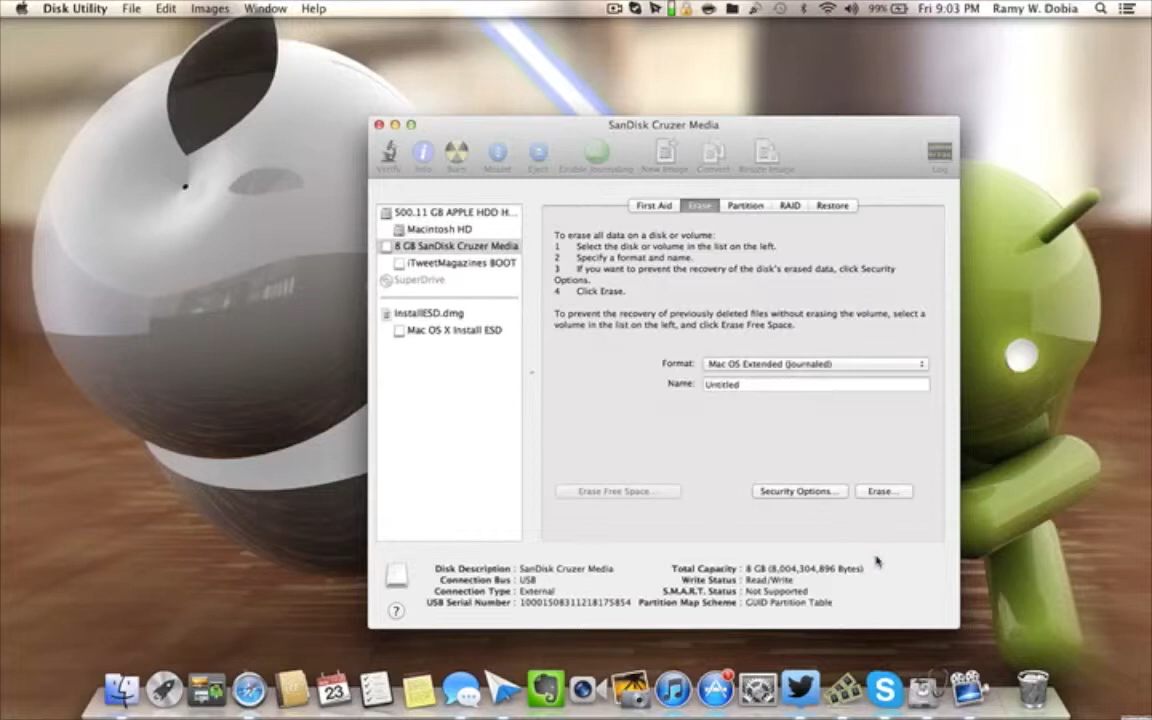 Disk Utility File Edit Images Window Help 99% Fri 9:03 PM Ramy W. Dobia
SanDisk Cruzer Media
Verify Info Burn Mount Eject Enable Journaling New Image Convert Resize Image Log
500.11 GB APPLE HDD H...
Macintosh HD
8 GB SanDisk Cruzer Media
iTweetMagazines BOOT
SuperDrive
InstallESD.dmg
Mac OS X Install ESD
First Aid Erase Partition RAID Restore
To erase all data on a disk or volume:
1 Select the disk or volume in the list on the left.
2 Specify a format and name.
3 If you want to prevent the recovery of the disk's erased data, click Security
Options.
4 Click Erase.
To prevent the recovery of previously deleted files without erasing the volume, select a
volume in the list on the left, and click Erase Free Space.
Format: Mac OS Extended (Journaled)
Name: Untitled
Erase Free Space... Security Options... Erase...
Disk Description : SanDisk Cruzer Media
Connection Bus : USB
Connection Type : External
USB Serial Number : 10001508311218175854
Total Capacity : 8 GB (8,004,304,896 Bytes)
Write Status : Read/Write
S.M.A.R.T. Status : Not Supported
Partition Map Scheme : GUID Partition Table
?
23